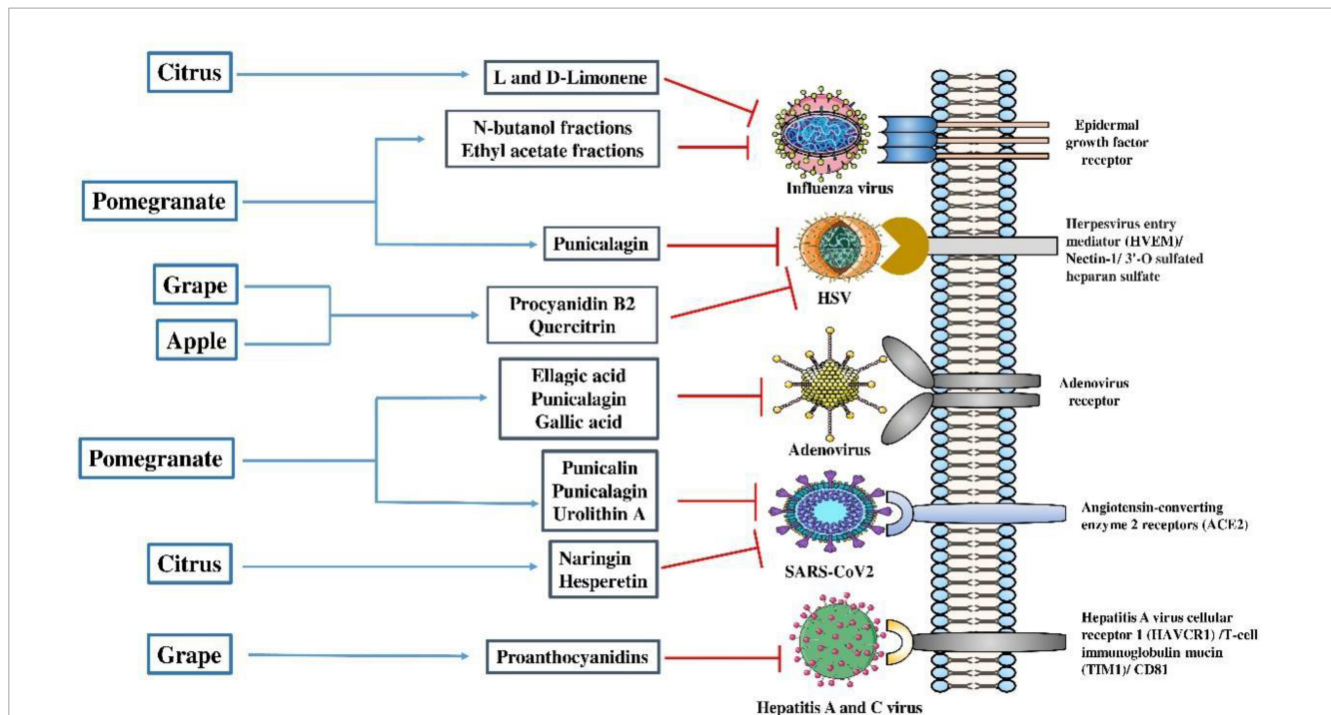 Citrus
L and D-Limonene
N-butanol fractions
Ethyl acetate fractions
Epidermal
growth factor
receptor
Influenza virus
Pomegranate
Punicalagin
Herpesvirus entry
mediator (HVEM)/
Nectin-1/ 3'-O sulfated
heparan sulfate
HSV
Grape
Apple
Procyanidin B2
Quercitrin
Ellagic acid
Punicalagin
Gallic acid
Adenovirus
receptor
Adenovirus
Pomegranate
Punicalin
Punicalagin
Urolithin A
Angiotensin-converting
enzyme 2 receptors (ACE2)
SARS-CoV2
Citrus
Naringin
Hesperetin
Grape
Proanthocyanidins
Hepatitis A virus cellular
receptor 1 (HAVCR1) /T-cell
immunoglobulin mucin
(TIM1)/ CD81
Hepatitis A and C virus